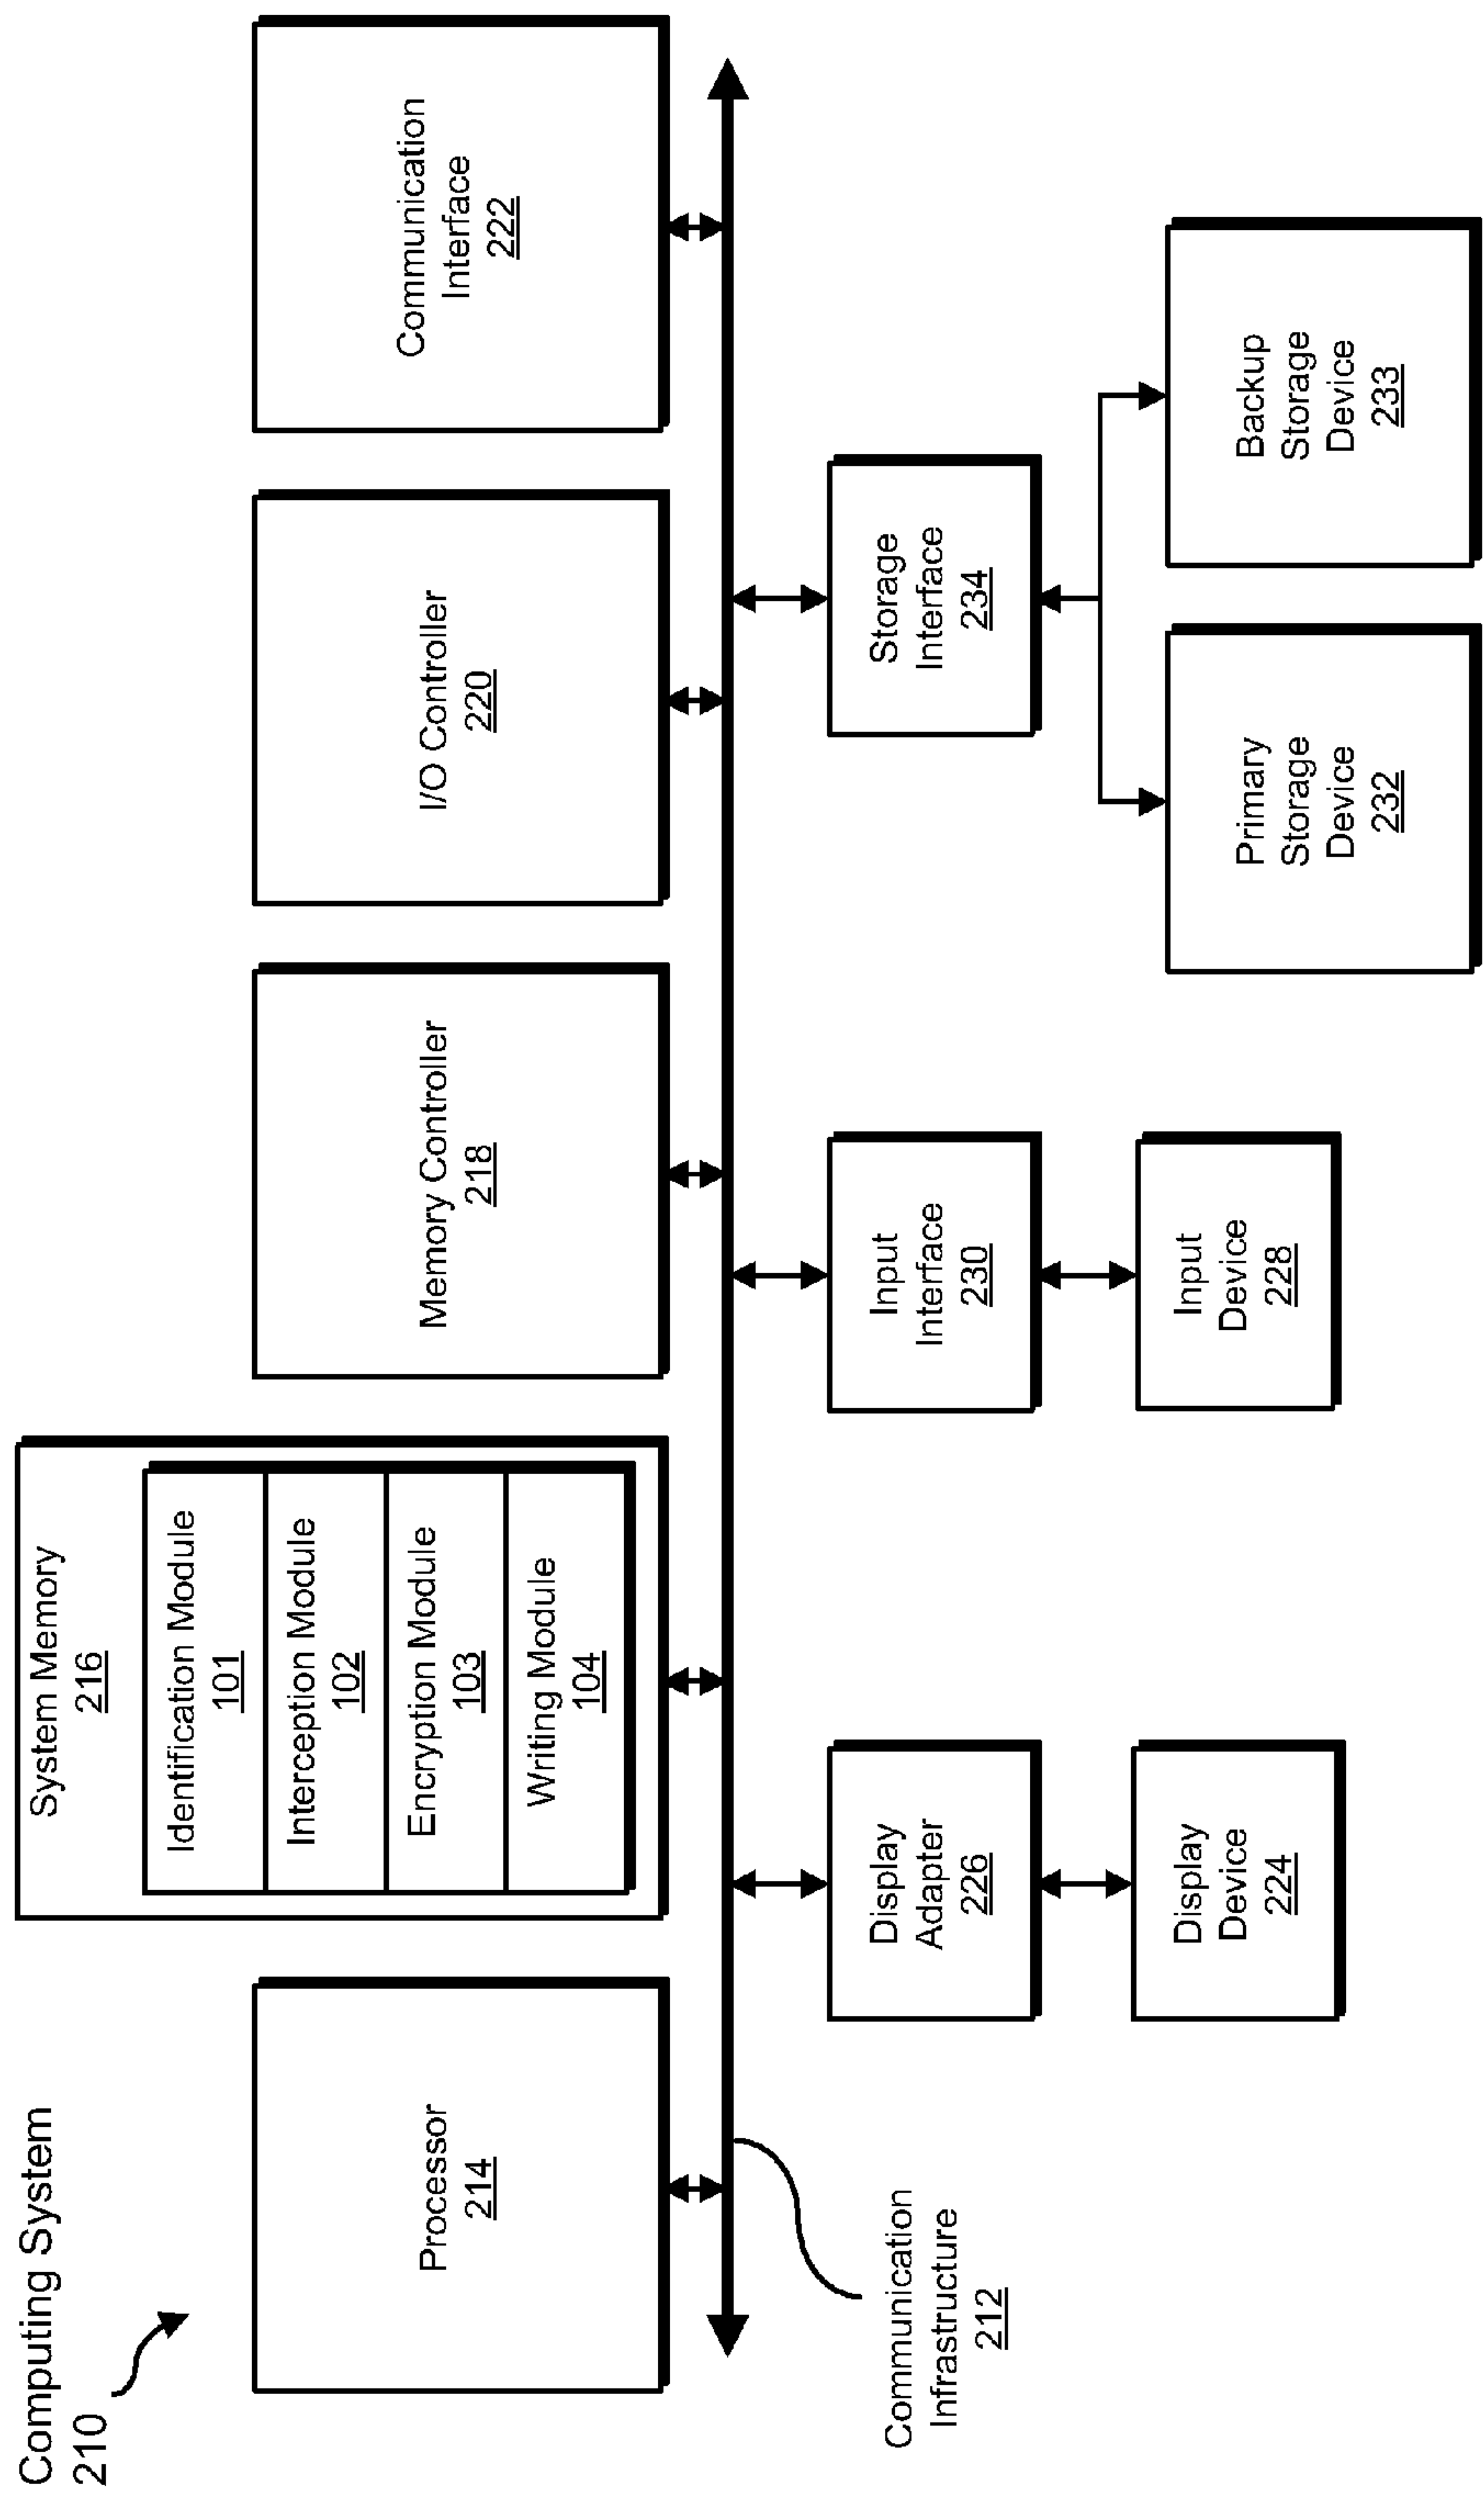 Computing System
210
Processor
214
System Memory
216
Identification Module
101
Interception Module
102
Encryption Module
103
Writing Module
104
Memory Controller
218
I/O Controller
220
Communication
Interface
222
Communication
Infrastructure
212
Display
Adapter
226
Input
Interface
230
Storage
Interface
234
Display
Device
224
Input
Device
228
Primary
Storage
Device
232
Backup
Storage
Device
233